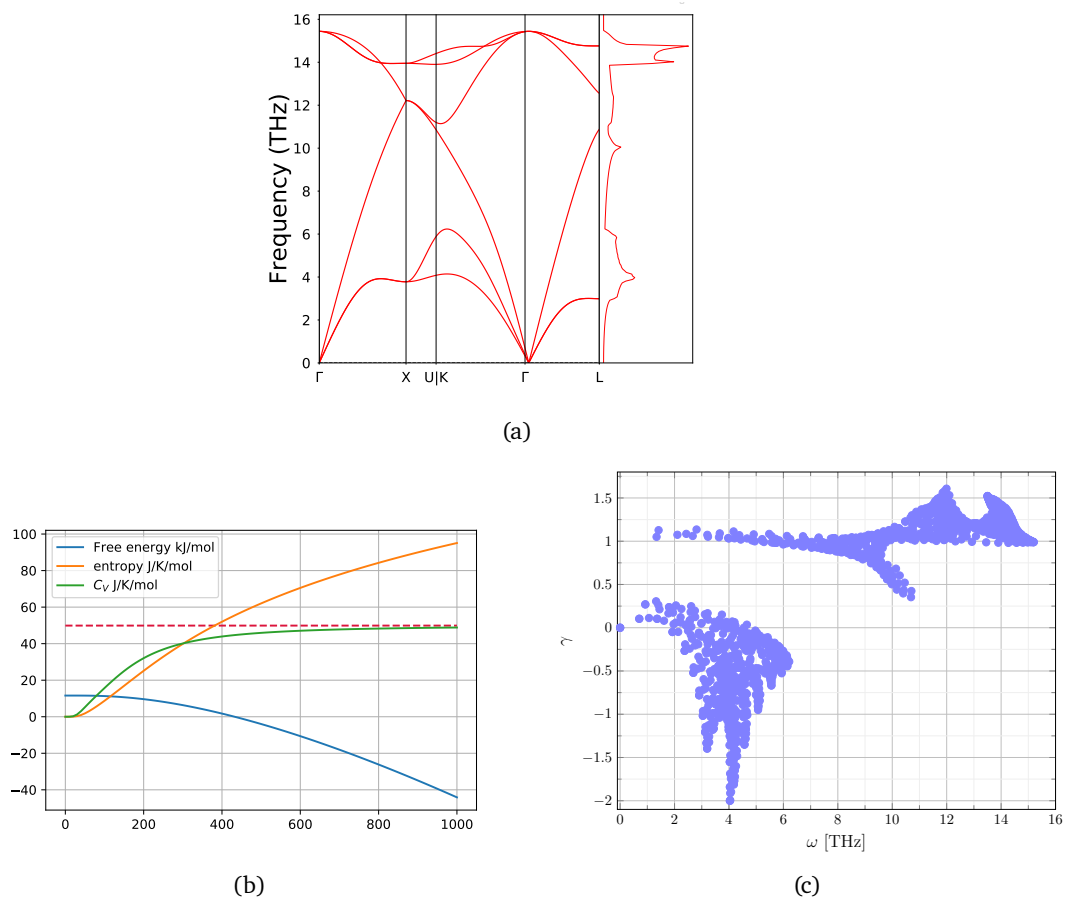 16
14
12
10
8
6
4
2
0
Frequency (THz)
Γ X U|K Γ L
(a)
100
80
60
40
20
0
−20
−40
Free energy kJ/mol
entropy J/K/mol
C_V J/K/mol
0 200 400 600 800 1000
(b)
1.5
1
0.5
0
−0.5
−1
−1.5
−2
γ
0 2 4 6 8 10 12 14 16
ω [THz]
(c)